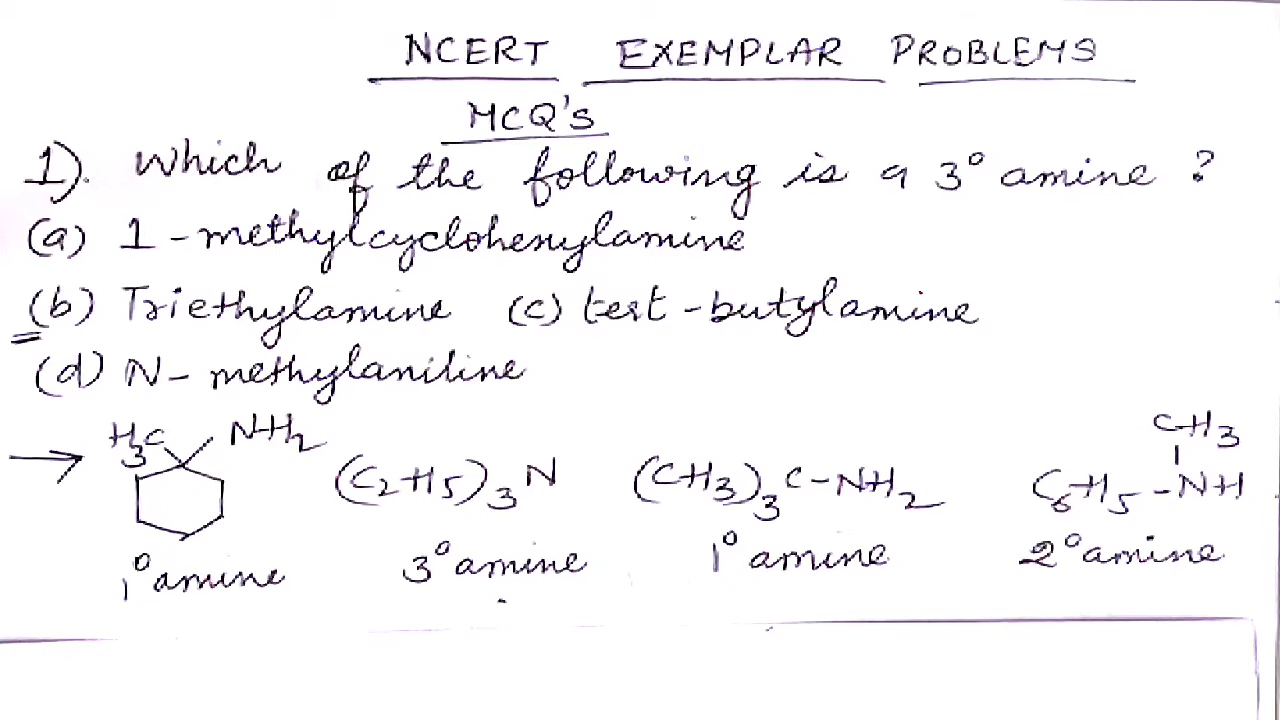 NCERT EXEMPLAR PROBLEMS
MCQ's
1). Which of the following is a 3° amine ?
(a) 1-methylcyclohexylamine
(b) Triethylamine (c) tert-butylamine
(d) N-methylaniline
→ H3C NH2 (C2H5)3N (CH3)3C-NH2 C6H5-NH CH3
1° amine 3° amine 1° amine 2° amine